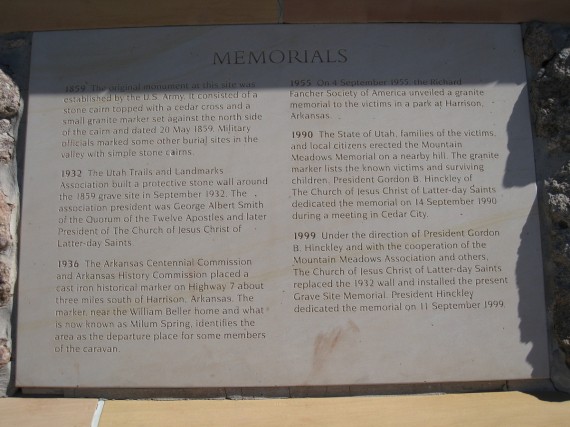 MEMORIALS
1859 The original monument at this site was
established by the U.S. Army. It consisted of a
stone cairn topped with a cedar cross and a
small granite marker set against the north side
of the cairn and dated 20 May 1859. Military
officials marked some other burial sites in the
valley with simple stone cairns.
1932 The Utah Trails and Landmarks
Association built a protective stone wall around
the 1859 grave site in September 1932. The
association president was George Albert Smith
of the Quorum of the Twelve Apostles and later
President of The Church of Jesus Christ of
Latter-day Saints.
1936 The Arkansas Centennial Commission
and Arkansas History Commission placed a
cast iron historical marker on Highway 7 about
three miles south of Harrison, Arkansas. The
marker, near the William Beller home and what
is now known as Milum Spring, identifies the
area as the departure place for some members
of the caravan.
1955 On 4 September 1955, the Richard
Fancher Society of America unveiled a granite
memorial to the victims in a park at Harrison,
Arkansas.
1990 The State of Utah, families of the victims,
and local citizens erected the Mountain
Meadows Memorial on a nearby hill. The granite
marker lists the known victims and surviving
children. President Gordon B. Hinckley of
The Church of Jesus Christ of Latter-day Saints
dedicated the memorial on 14 September 1990
during a meeting in Cedar City.
1999 Under the direction of President Gordon
B. Hinckley and with the cooperation of the
Mountain Meadows Association and others,
The Church of Jesus Christ of Latter-day Saints
replaced the 1932 wall and installed the present
Grave Site Memorial. President Hinckley
dedicated the memorial on 11 September 1999.